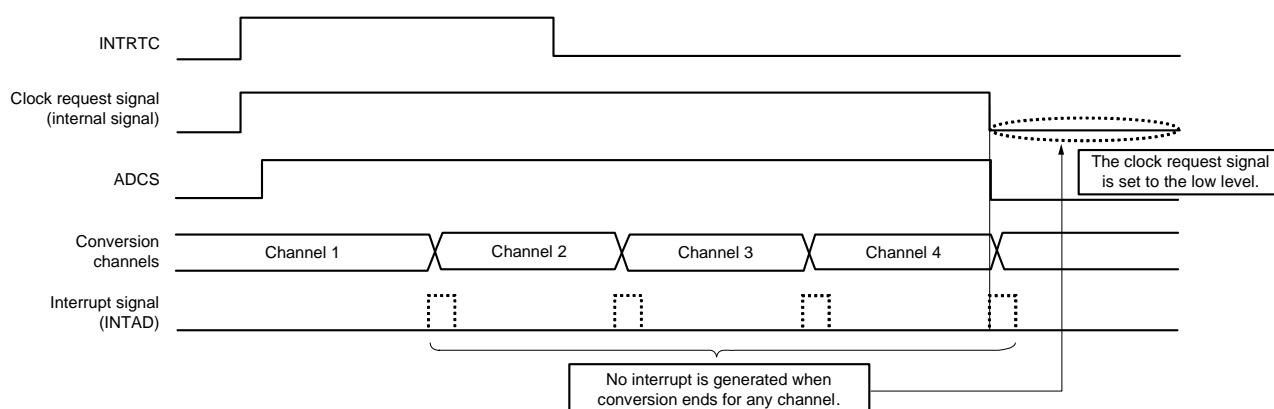 INTRTC
Clock request signal
(internal signal)
The clock request signal
is set to the low level.
ADCS
Conversion
channels
Channel 1
Channel 2
Channel 3
Channel 4
Interrupt signal
(INTAD)
No interrupt is generated when
conversion ends for any channel.